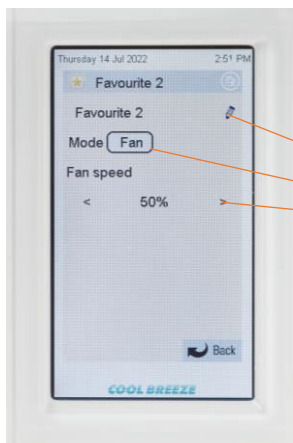 Thursday 14 Jul 2022 2:51 PM
Favourite 2
Favourite 2
Mode Fan
Fan speed
< 50% >
Back
COOL BREEZE